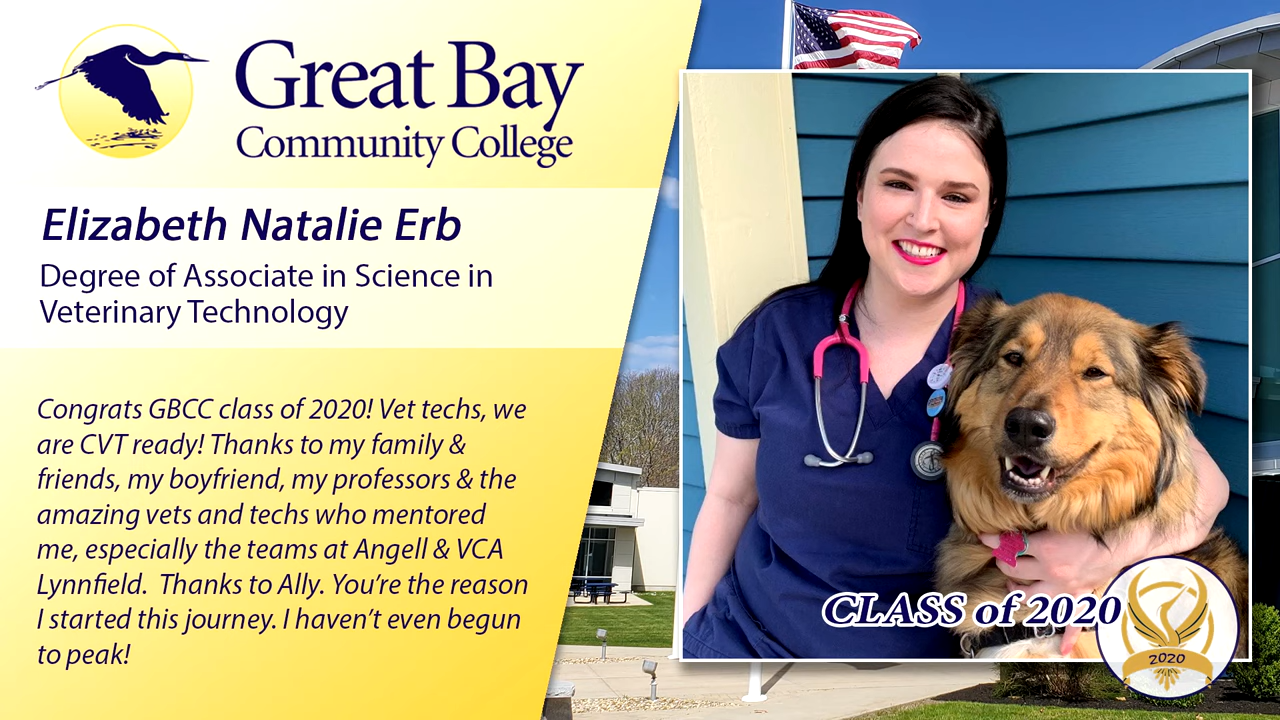 Great Bay
Community College
Elizabeth Natalie Erb
Degree of Associate in Science in
Veterinary Technology
Congrats GBCC class of 2020! Vet techs, we
are CVT ready! Thanks to my family &
friends, my boyfriend, my professors & the
amazing vets and techs who mentored
me, especially the teams at Angell & VCA
Lynnfield.  Thanks to Ally. You’re the reason
I started this journey. I haven’t even begun
to peak!
CLASS of 2020
2020